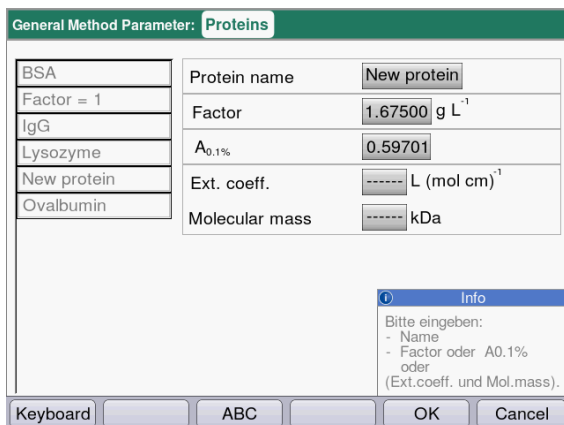 General Method Parameter: Proteins
BSA
Factor = 1
IgG
Lysozyme
New protein
Ovalbumin
Protein name New protein
Factor 1.67500 g L⁻¹
A0.1% 0.59701
Ext. coeff. ------ L (mol cm)⁻¹
Molecular mass ------ kDa
Info
Bitte eingeben:
- Name
- Factor oder A0.1%
oder
(Ext.coeff. und Mol.mass).
Keyboard ABC OK Cancel